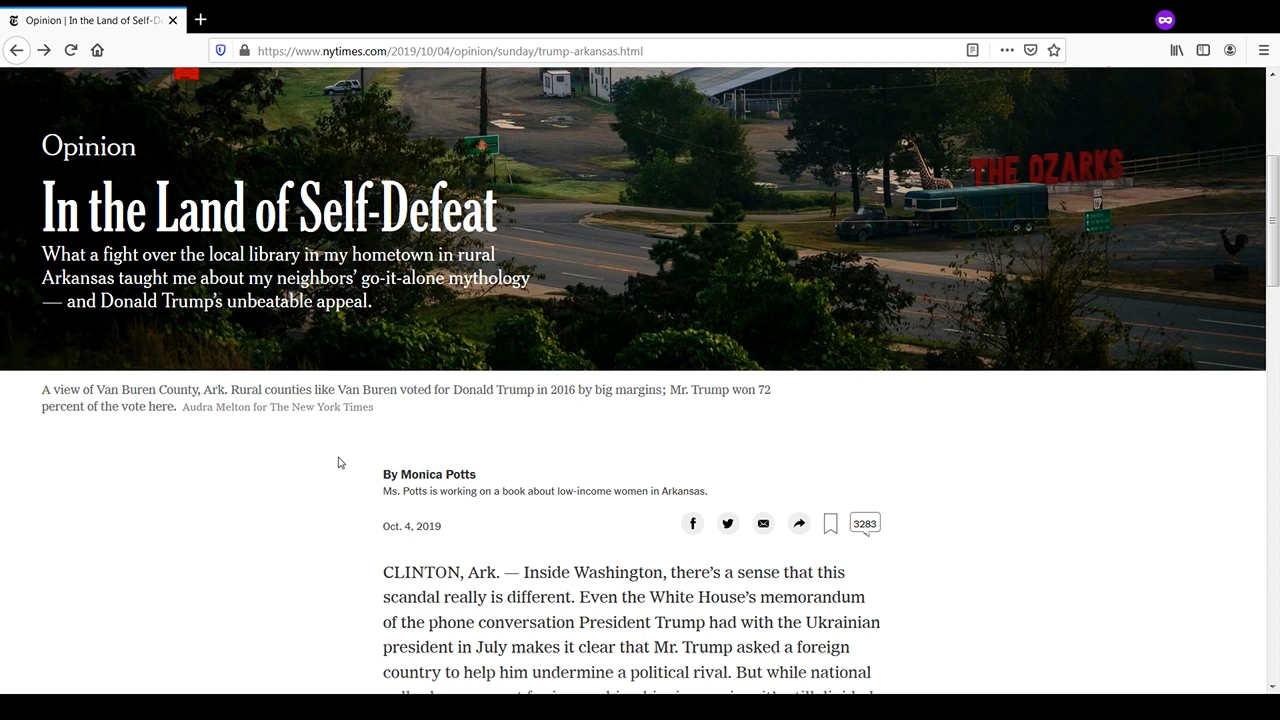 Opinion | In the Land of Self-De
https://www.nytimes.com/2019/10/04/opinion/sunday/trump-arkansas.html
THE OZARKS
Opinion
In the Land of Self-Defeat
What a fight over the local library in my hometown in rural
Arkansas taught me about my neighbors’ go-it-alone mythology
— and Donald Trump’s unbeatable appeal.
A view of Van Buren County, Ark. Rural counties like Van Buren voted for Donald Trump in 2016 by big margins; Mr. Trump won 72
percent of the vote here. Audra Melton for The New York Times
By Monica Potts
Ms. Potts is working on a book about low-income women in Arkansas.
Oct. 4, 2019
3283
CLINTON, Ark. — Inside Washington, there’s a sense that this
scandal really is different. Even the White House’s memorandum
of the phone conversation President Trump had with the Ukrainian
president in July makes it clear that Mr. Trump asked a foreign
country to help him undermine a political rival. But while national